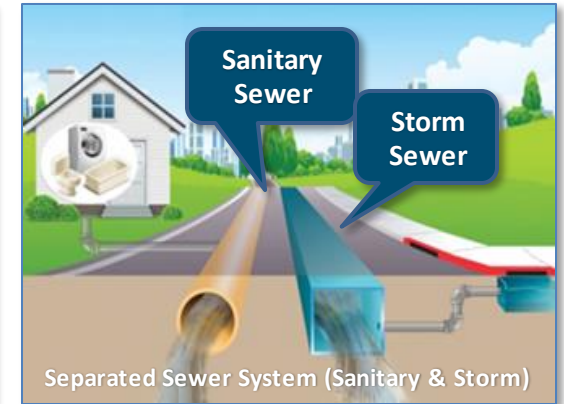 Sanitary
Sewer
Storm
Sewer
Separated Sewer System (Sanitary & Storm)